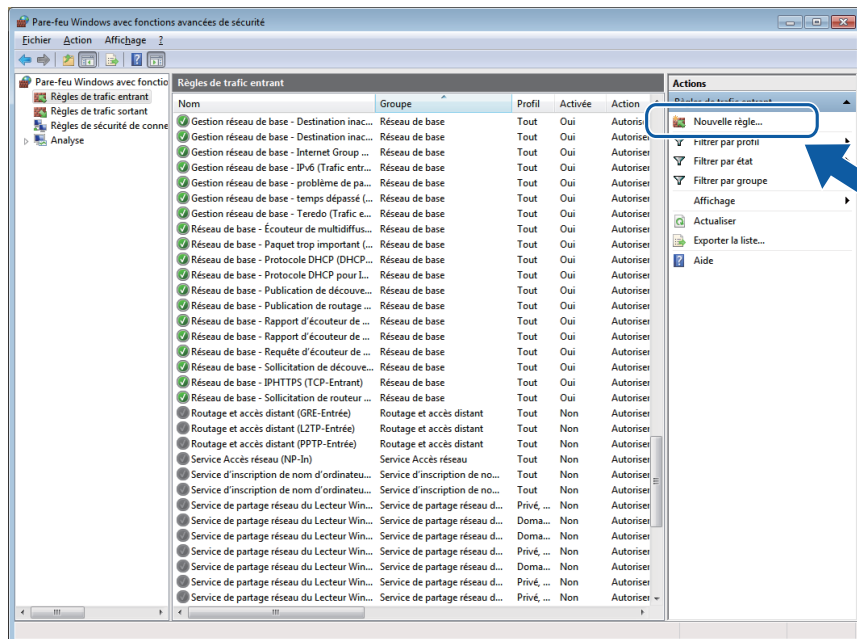 Pare-feu Windows avec fonctions avancées de sécurité
Fichier Action Affichage ?
Pare-feu Windows avec fonctio
Règles de trafic entrant
Règles de trafic sortant
Règles de sécurité de conne
Analyse
Règles de trafic entrant
Nom Groupe Profil Activée Action
Gestion réseau de base - Destination inac... Réseau de base Tout Oui Autoriser
Gestion réseau de base - Destination inac... Réseau de base Tout Oui Autoriser
Gestion réseau de base - Internet Group ... Réseau de base Tout Oui Autoriser
Gestion réseau de base - IPv6 (Trafic entr... Réseau de base Tout Oui Autoriser
Gestion réseau de base - problème de pa... Réseau de base Tout Oui Autoriser
Gestion réseau de base - temps dépassé (... Réseau de base Tout Oui Autoriser
Gestion réseau de base - Teredo (Trafic e... Réseau de base Tout Oui Autoriser
Réseau de base - Écouteur de multidiffus... Réseau de base Tout Oui Autoriser
Réseau de base - Paquet trop important (... Réseau de base Tout Oui Autoriser
Réseau de base - Protocole DHCP (DHCP... Réseau de base Tout Oui Autoriser
Réseau de base - Protocole DHCP pour I... Réseau de base Tout Oui Autoriser
Réseau de base - Publication de découve... Réseau de base Tout Oui Autoriser
Réseau de base - Publication de routage ... Réseau de base Tout Oui Autoriser
Réseau de base - Rapport d'écouteur de ... Réseau de base Tout Oui Autoriser
Réseau de base - Rapport d'écouteur de ... Réseau de base Tout Oui Autoriser
Réseau de base - Requête d'écouteur de ... Réseau de base Tout Oui Autoriser
Réseau de base - Sollicitation de découve... Réseau de base Tout Oui Autoriser
Réseau de base - IPHTTPS (TCP-Entrant) Réseau de base Tout Oui Autoriser
Réseau de base - Sollicitation de routeur ... Réseau de base Tout Oui Autoriser
Routage et accès distant (GRE-Entrée) Routage et accès distant Tout Non Autoriser
Routage et accès distant (L2TP-Entrée) Routage et accès distant Tout Non Autoriser
Routage et accès distant (PPTP-Entrée) Routage et accès distant Tout Non Autoriser
Service Accès réseau (NP-In) Service Accès réseau Tout Non Autoriser
Service d'inscription de nom d'ordinateu... Service d'inscription de no... Tout Non Autoriser
Service d'inscription de nom d'ordinateu... Service d'inscription de no... Tout Non Autoriser
Service de partage réseau du Lecteur Win... Service de partage réseau d... Privé, ... Non Autoriser
Service de partage réseau du Lecteur Win... Service de partage réseau d... Doma... Non Autoriser
Service de partage réseau du Lecteur Win... Service de partage réseau d... Doma... Non Autoriser
Service de partage réseau du Lecteur Win... Service de partage réseau d... Privé, ... Non Autoriser
Service de partage réseau du Lecteur Win... Service de partage réseau d... Doma... Non Autoriser
Service de partage réseau du Lecteur Win... Service de partage réseau d... Privé, ... Non Autoriser
Service de partage réseau du Lecteur Win... Service de partage réseau d... Privé, ... Non Autoriser
Actions
Règles de trafic entrant
Nouvelle règle...
Filtrer par profil
Filtrer par état
Filtrer par groupe
Affichage
Actualiser
Exporter la liste...
Aide